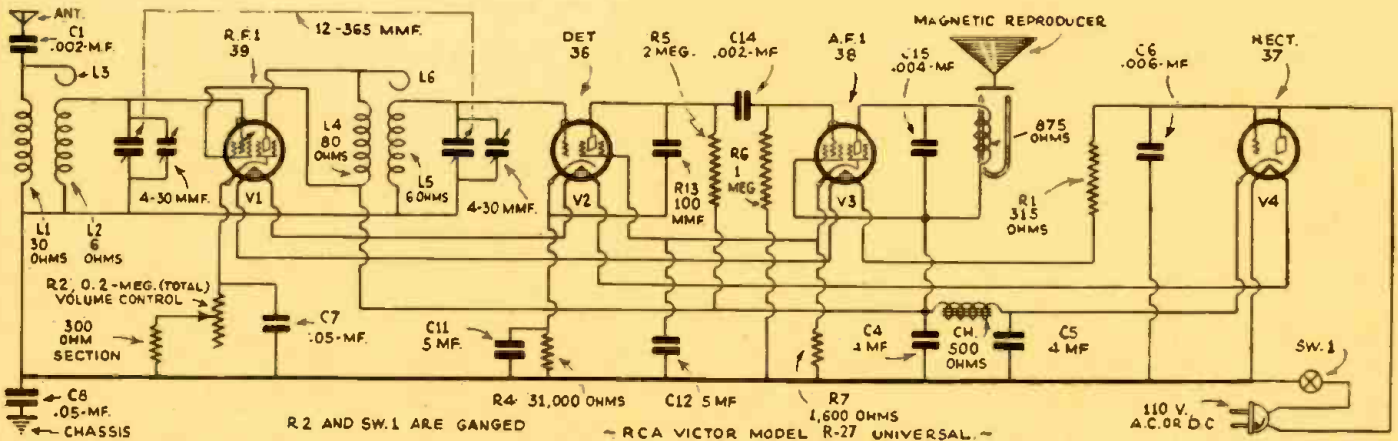 ANT.
C1
.002-M.F.
L3
L1
30
OHMS
L2
6
OHMS
4-30 MMF.
12-365 MMF.
R.F.1
39
V1
L4
80
OHMS
L6
L5
6 OHMS
4-30 MMF.
DET
36
V2
R5
2 MEG.
C14
.002-MF
R13
100
MMF
R6
1
MEG
A.F.1
38
V3
C15
.004-MF
MAGNETIC REPRODUCER
875
OHMS
R1
315
OHMS
C6
.006-MF
RECT.
37
V4
R2, 0.2-MEG.(TOTAL)
VOLUME CONTROL
300
OHM
SECTION
C7
.05-MF.
C11
5 MF.
R4 31,000 OHMS
C12 5 MF
R7
1,600 OHMS
C4
4 MF
CH.
500
OHMS
C5
4 MF
SW.1
110 V.
A.C. OR D.C
C8
.05-MF.
CHASSIS
R2 AND SW.1 ARE GANGED
~RCA VICTOR MODEL R-27 UNIVERSAL.~